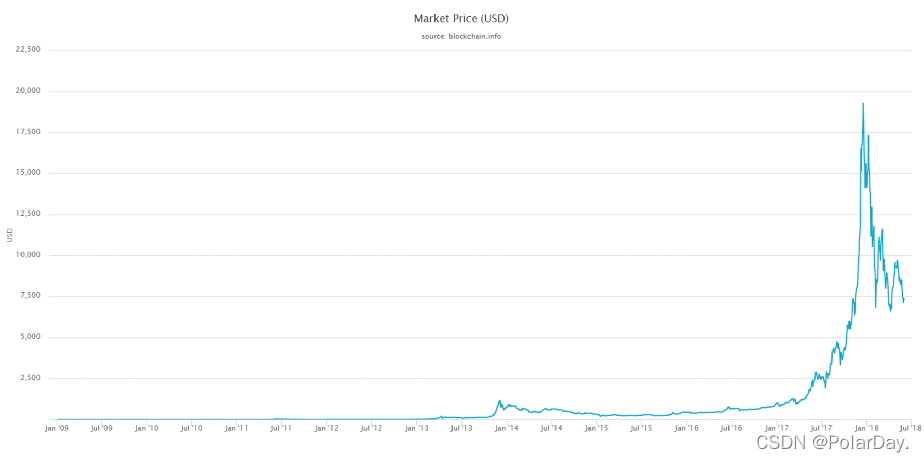 Market Price (USD)
source: blockchain.info
22,500
20,000
17,500
15,000
12,500
10,000
7,500
5,000
2,500
USD
Jan '09 Jul '09 Jan '10 Jul '10 Jan '11 Jul '11 Jan '12 Jul '12 Jan '13 Jul '13 Jan '14 Jul '14 Jan '15 Jul '15 Jan '16 Jul '16 Jan '17 Jul '17 Jan '18 Jul '18
CSDN @PolarDay.